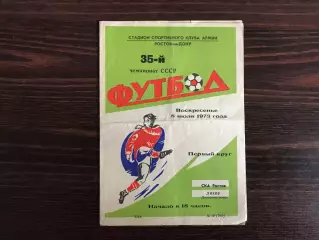 СТАДИОН СПОРТИВНОГО КЛУБА АРМИИ
РОСТОВ-на-ДОНУ
35-й
чемпионат СССР
ФУТБОЛ
Воскресенье
8 июля 1973 года
Первый круг
СКА Ростов
Начало в 18 часов